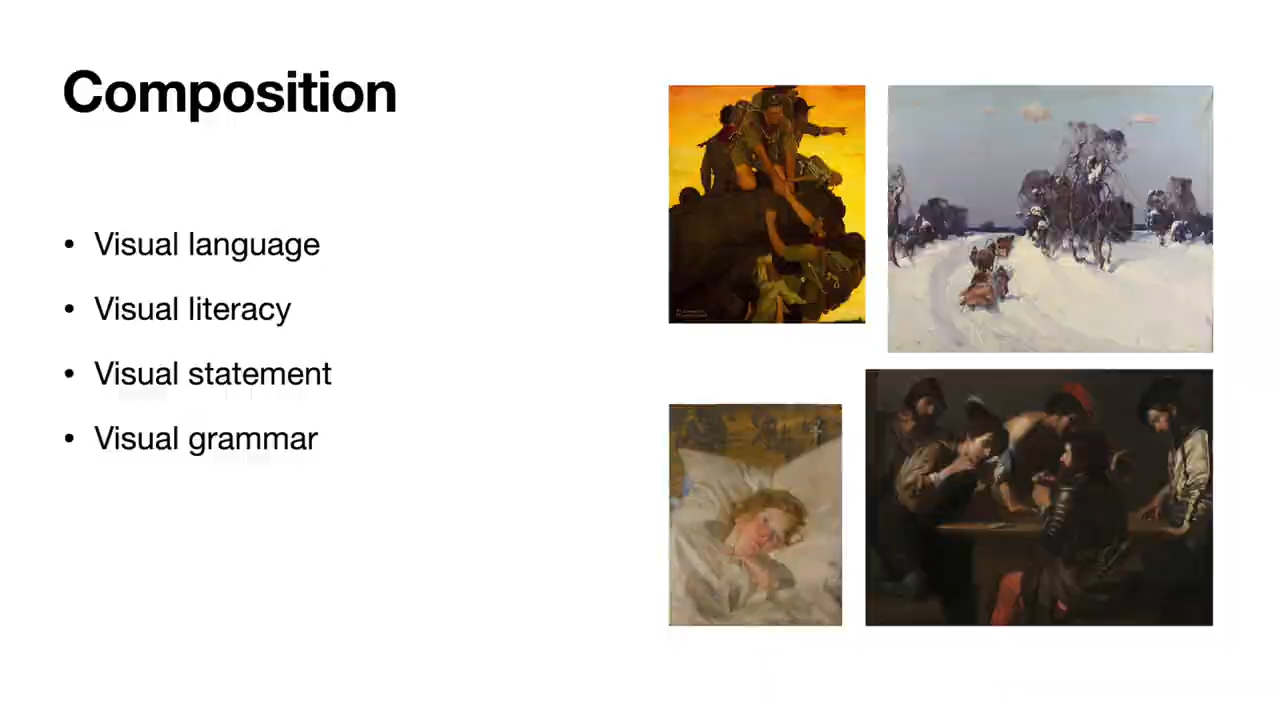 Composition
• Visual language
• Visual literacy
• Visual statement
• Visual grammar